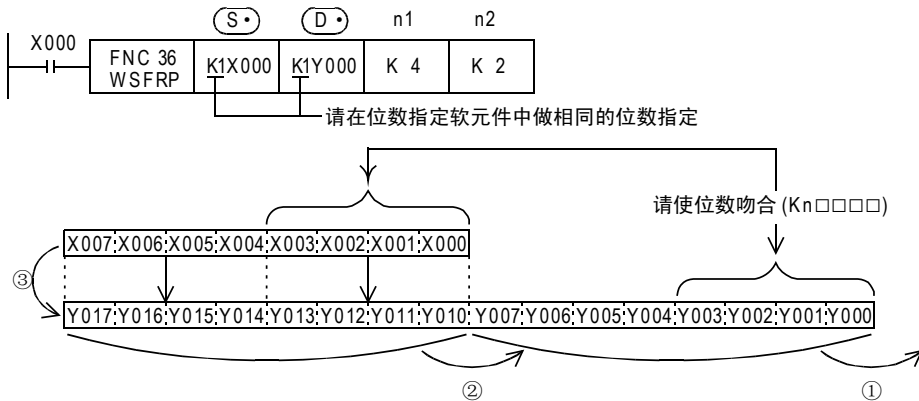 S· D· n1 n2
X000
FNC 36 K1X000 K1Y000 K 4 K 2
WSFRP
请在位数指定软元件中做相同的位数指定
请使位数吻合 (Kn□□□□)
X007 X006 X005 X004 X003 X002 X001 X000
③
Y017 Y016 Y015 Y014 Y013 Y012 Y011 Y010 Y007 Y006 Y005 Y004 Y003 Y002 Y001 Y000
② ①